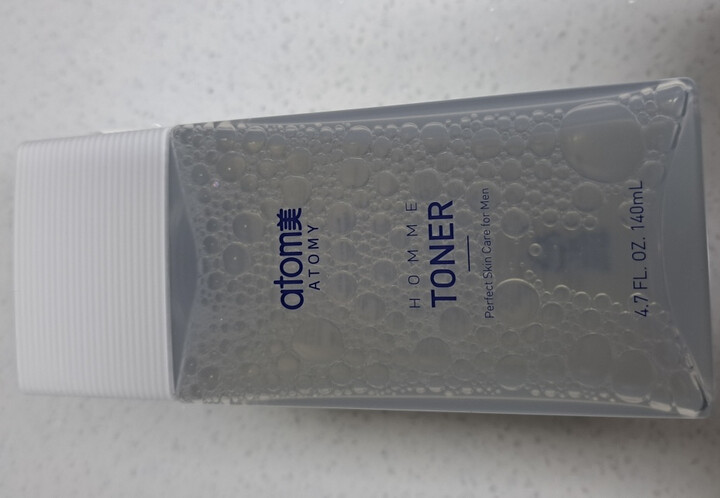 atom美
ATOMY
HOMME
TONER
Perfect Skin Care for Men
4.7 FL. OZ. 140mL